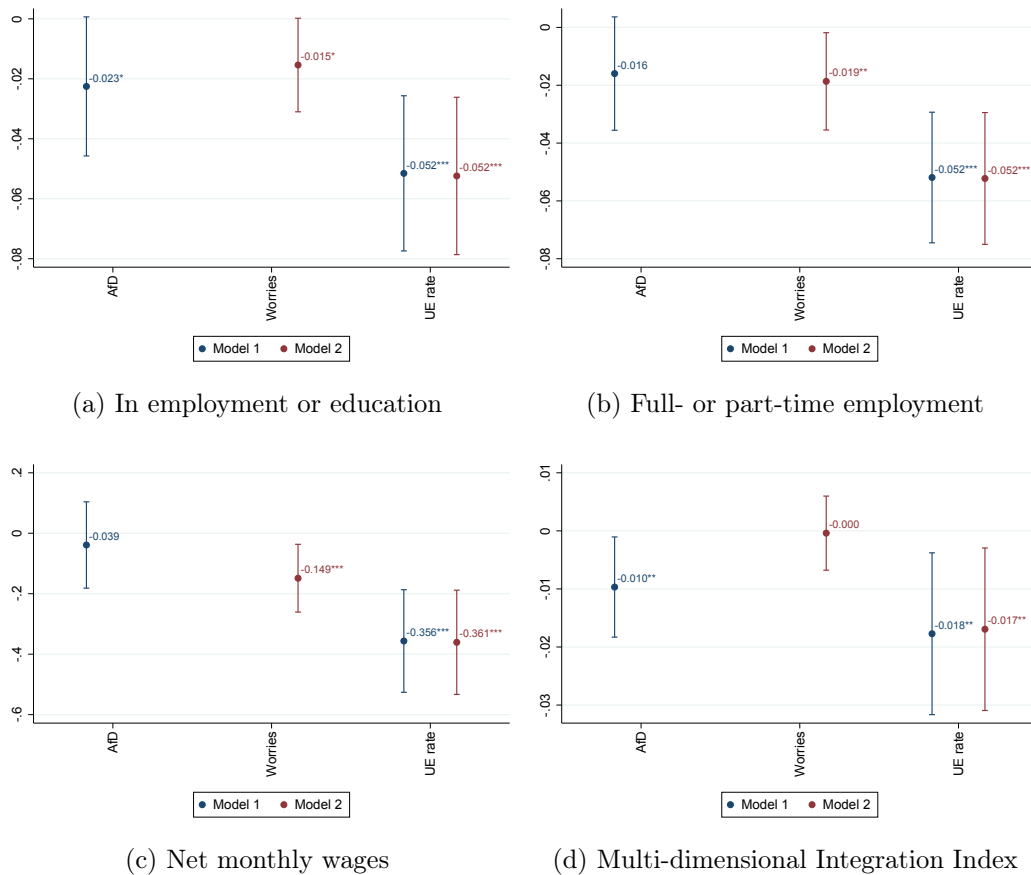 0
-.02
-.04
-.06
-.08
-0.023*
-0.015*
-0.052***
-0.052***
AfD
Worries
UE rate
Model 1 Model 2
(a) In employment or education
0
-.02
-.04
-.06
-.08
-0.016
-0.019**
-0.052***
-0.052***
AfD
Worries
UE rate
Model 1 Model 2
(b) Full- or part-time employment
.2
0
-.2
-.4
-.6
-0.039
-0.149***
-0.356***
-0.361***
AfD
Worries
UE rate
Model 1 Model 2
(c) Net monthly wages
.01
0
-.01
-.02
-.03
-0.010**
-0.000
-0.018**
-0.017**
AfD
Worries
UE rate
Model 1 Model 2
(d) Multi-dimensional Integration Index